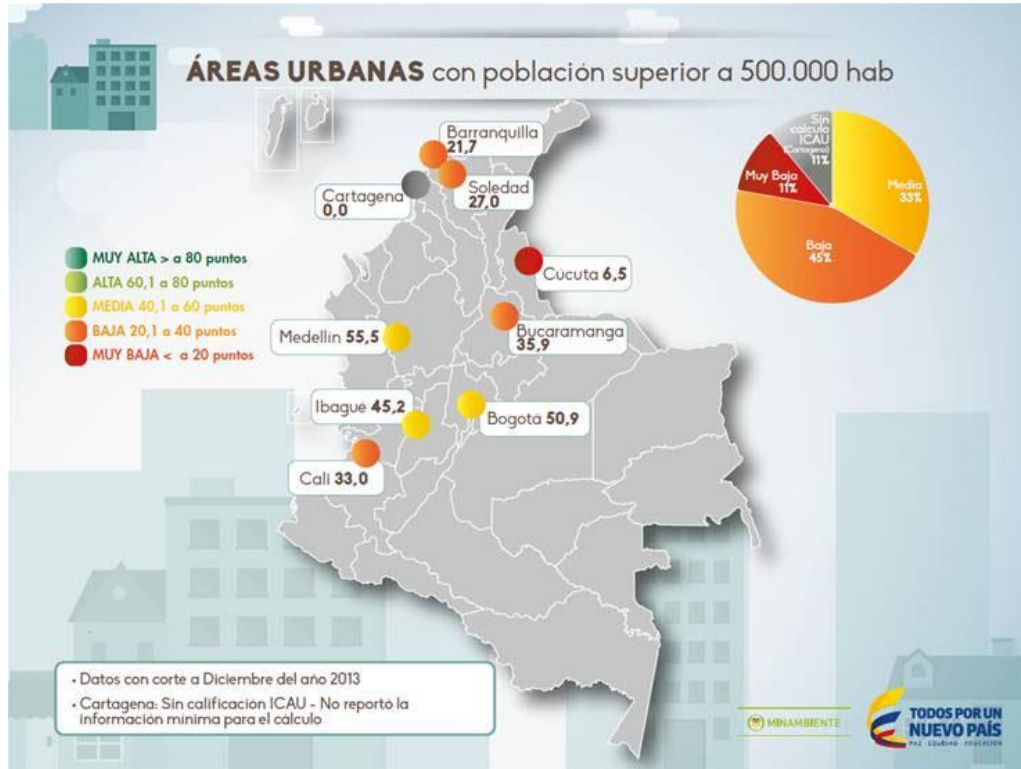 ÁREAS URBANAS con población superior a 500.000 hab
Barranquilla
21,7
Cartagena
0,0
Soledad
27,0
Cúcuta 6,5
Bucaramanga
35,9
Medellín 55,5
Ibagué 45,2
Bogotá 50,9
Cali 33,0
Sin
cálculo
ICAU
(Cartagena)
11%
Muy Baja
11%
Media
33%
Baja
45%
MUY ALTA > a 80 puntos
ALTA 60,1 a 80 puntos
MEDIA 40,1 a 60 puntos
BAJA 20,1 a 40 puntos
MUY BAJA < a 20 puntos
• Datos con corte a Diciembre del año 2013
• Cartagena: Sin calificación ICAU - No reportó la
información mínima para el cálculo
MINAMBIENTE
TODOS POR UN
NUEVO PAÍS
PAZ EQUIDAD EDUCACIÓN